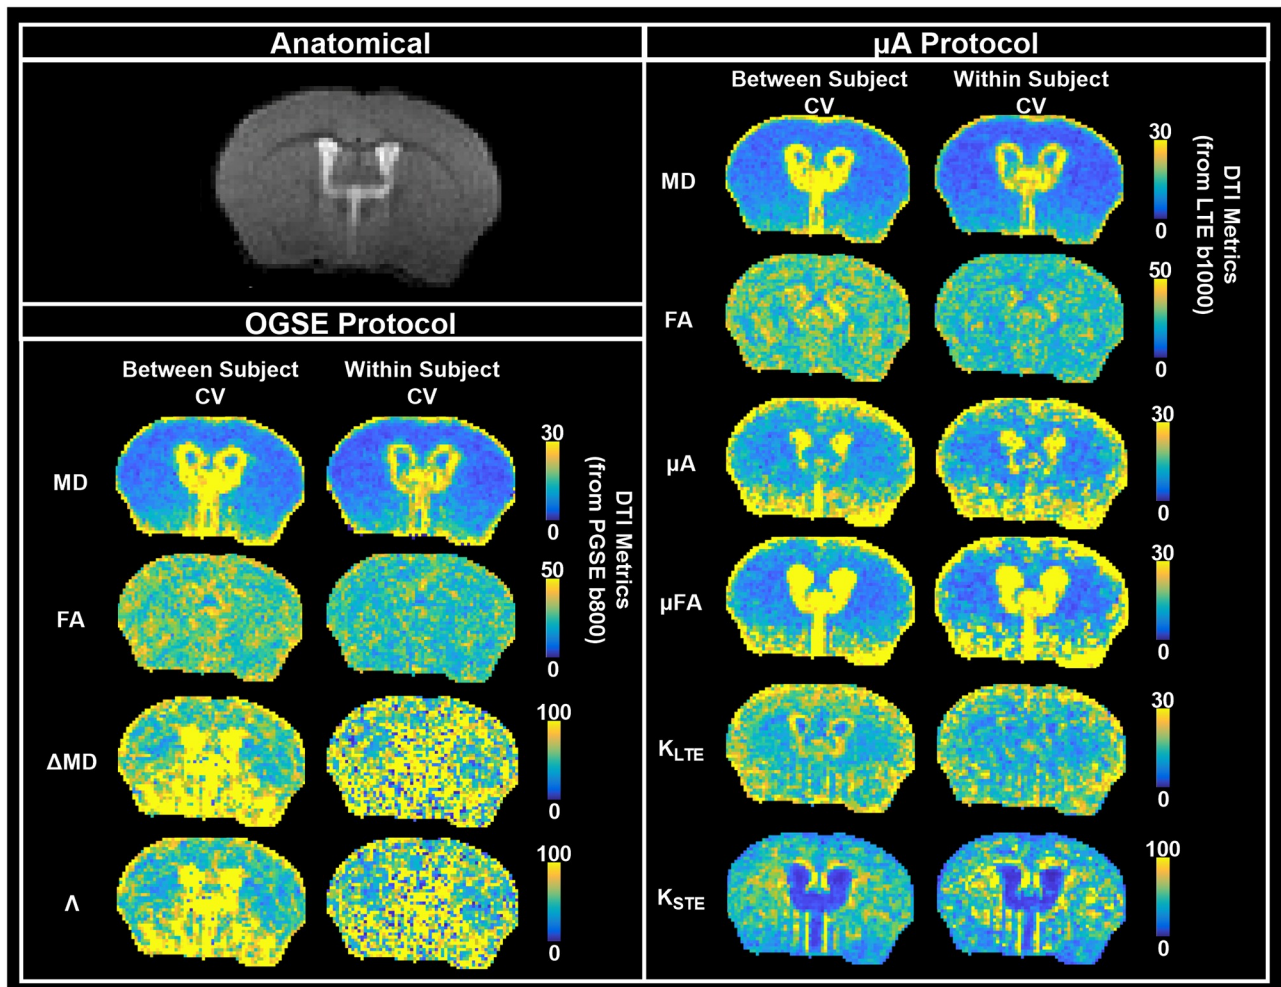 Anatomical
OGSE Protocol
Between Subject
CV
Within Subject
CV
MD
30
0
FA
50
0
DTI Metrics
(from PGSE b800)
ΔMD
100
0
Λ
100
0
µA Protocol
Between Subject
CV
Within Subject
CV
MD
30
0
FA
50
0
DTI Metrics
(from LTE b1000)
µA
30
0
µFA
30
0
KLTE
30
0
KSTE
100
0